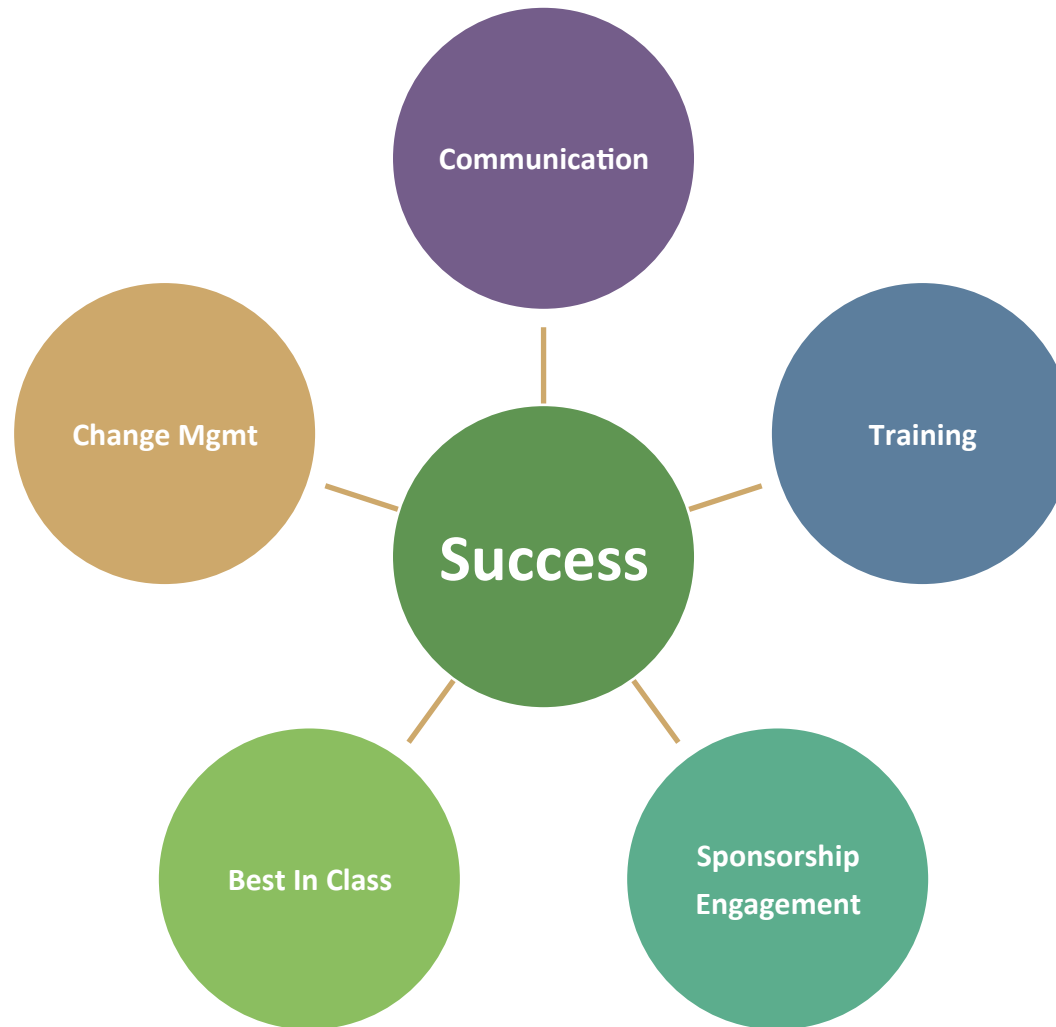 Communication
Change Mgmt
Training
Success
Best In Class
Sponsorship
Engagement